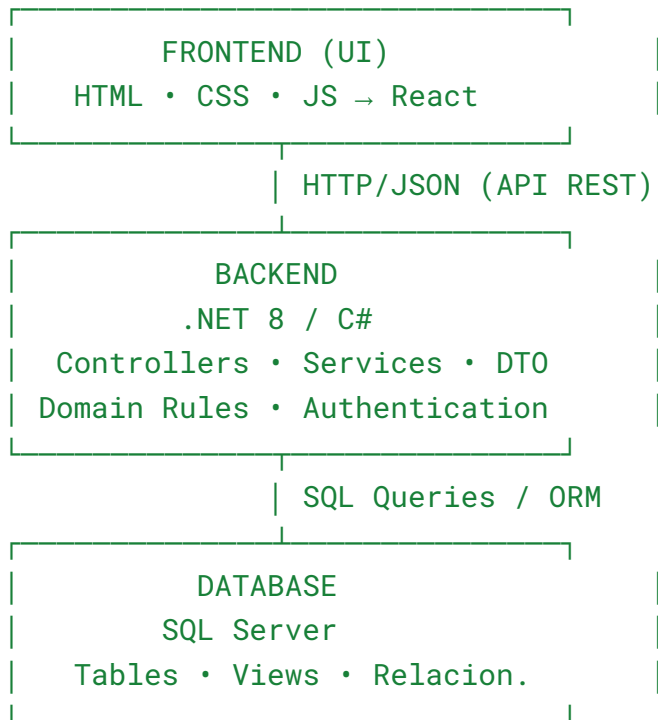 FRONTEND (UI)
HTML • CSS • JS → React
HTTP/JSON (API REST)
BACKEND
.NET 8 / C#
Controllers • Services • DTO
Domain Rules • Authentication
SQL Queries / ORM
DATABASE
SQL Server
Tables • Views • Relacion.